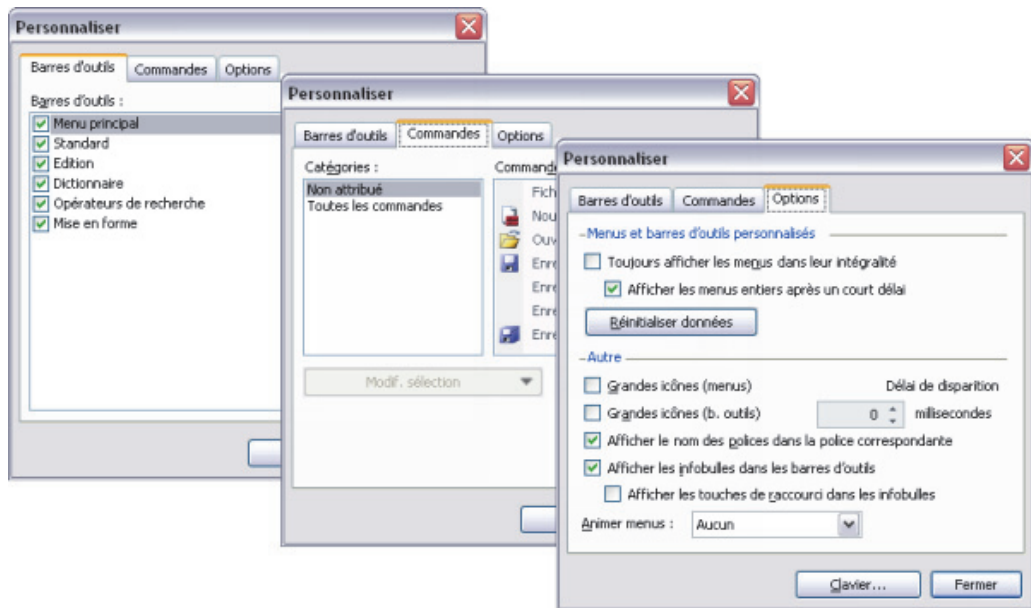 Personnaliser
Barres d'outils Commandes Options
Barres d'outils :
Menu principal
Standard
Edition
Dictionnaire
Opérateurs de recherche
Mise en forme
Personnaliser
Barres d'outils Commandes Options
Catégories :
Non attribué
Toutes les commandes
Modif. sélection
Personnaliser
Barres d'outils Commandes Options
Menus et barres d'outils personnalisés
Toujours afficher les menus dans leur intégralité
Afficher les menus entiers après un court délai
Réinitialiser données
Autre
Grandes icônes (menus) Délai de disparition
Grandes icônes (b. outils) 0 millisecondes
Afficher le nom des polices dans la police correspondante
Afficher les infobulles dans les barres d'outils
Afficher les touches de raccourci dans les infobulles
Animer menus : Aucun
Clavier... Fermer